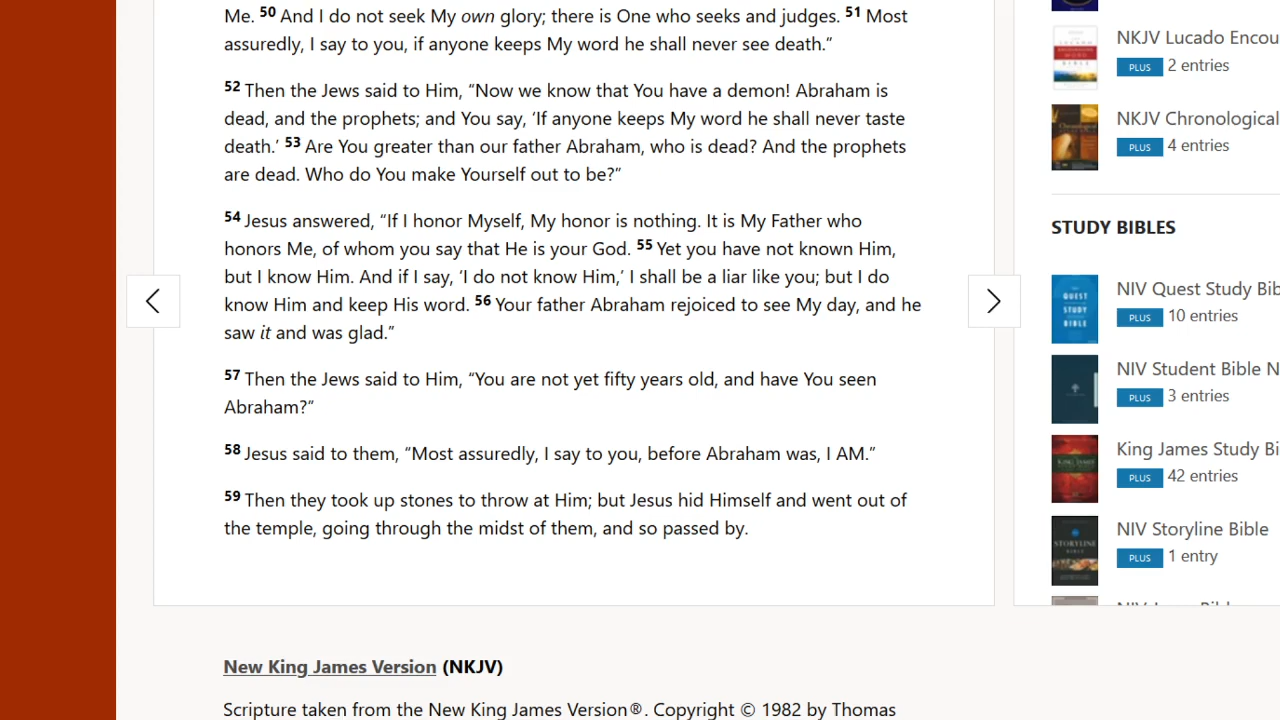 Me. 50 And I do not seek My own glory; there is One who seeks and judges. 51 Most
assuredly, I say to you, if anyone keeps My word he shall never see death.”
52 Then the Jews said to Him, “Now we know that You have a demon! Abraham is
dead, and the prophets; and You say, ‘If anyone keeps My word he shall never taste
death.’ 53 Are You greater than our father Abraham, who is dead? And the prophets
are dead. Who do You make Yourself out to be?”
54 Jesus answered, “If I honor Myself, My honor is nothing. It is My Father who
honors Me, of whom you say that He is your God. 55 Yet you have not known Him,
but I know Him. And if I say, ‘I do not know Him,’ I shall be a liar like you; but I do
know Him and keep His word. 56 Your father Abraham rejoiced to see My day, and he
saw it and was glad.”
57 Then the Jews said to Him, “You are not yet fifty years old, and have You seen
Abraham?”
58 Jesus said to them, “Most assuredly, I say to you, before Abraham was, I AM.”
59 Then they took up stones to throw at Him; but Jesus hid Himself and went out of
the temple, going through the midst of them, and so passed by.
New King James Version (NKJV)
Scripture taken from the New King James Version®. Copyright © 1982 by Thomas
NKJV Lucado Encou
PLUS 2 entries
NKJV Chronological
PLUS 4 entries
STUDY BIBLES
QUEST
STUDY
BIBLE
NIV Quest Study Bib
PLUS 10 entries
NIV Student Bible N
PLUS 3 entries
KING JAMES
King James Study Bi
PLUS 42 entries
STORYLINE
BIBLE
NIV Storyline Bible
PLUS 1 entry